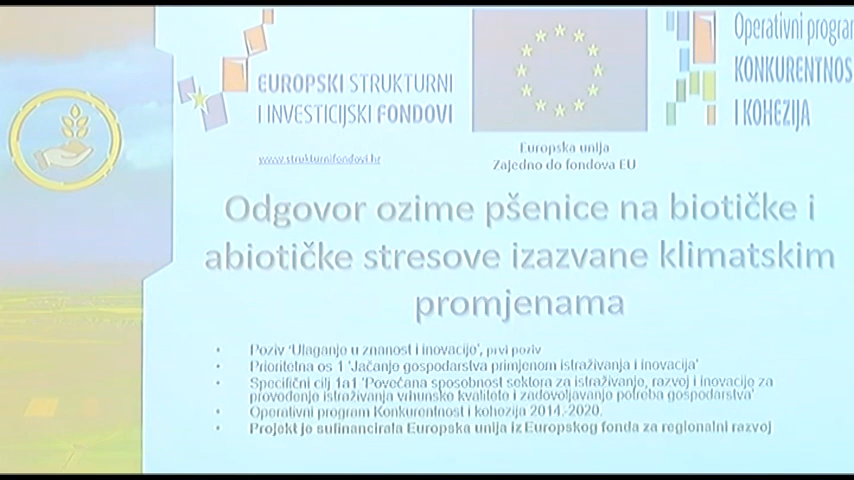 EUROPSKI STRUKTURNI
I INVESTICIJSKI FONDOVI
www.strukturnifondovi.hr
Europska unija
Zajedno do fondova EU
Operativni program
KONKURENTNOS
I KOHEZIJA
Odgovor ozime pšenice na biotičke i
abiotičke stresove izazvane klimatskim
promjenama
• Poziv 'Ulaganje u znanost i inovacije', prvi poziv
• Prioritetna os 1 'Jačanje gospodarstva primjenom istraživanja i inovacija'
• Specifični cilj 1a1 'Povećana sposobnost sektora za istraživanje, razvoj i inovacije za
provođenje istraživanja vrhunske kvalitete i zadovoljavanje potreba gospodarstva'
• Operativni program Konkurentnost i kohezija 2014.-2020.
• Projekt je sufinancirala Europska unija iz Europskog fonda za regionalni razvoj